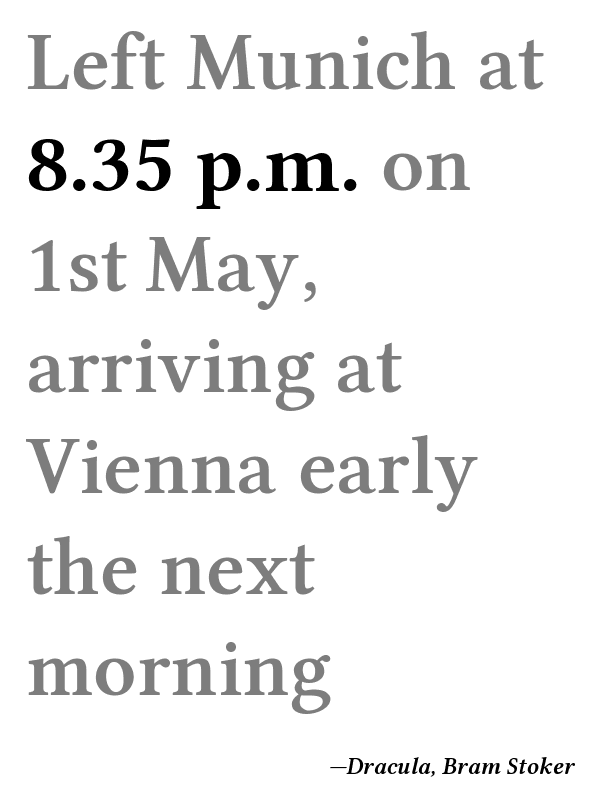 Left Munich at
8.35 p.m. on
1st May,
arriving at
Vienna early
the next
morning
—Dracula, Bram Stoker